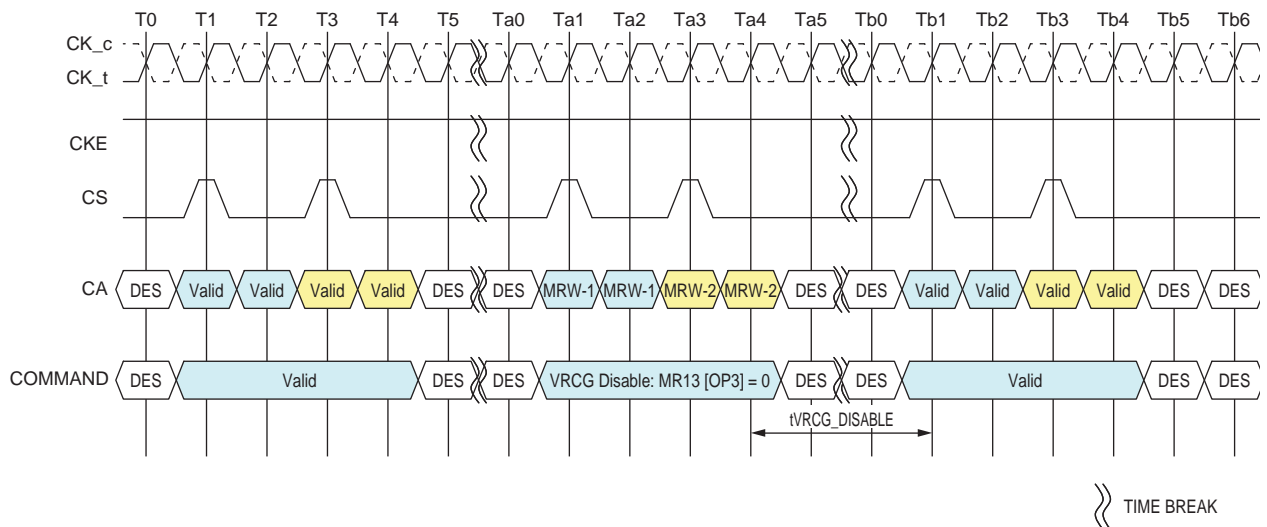 T0 T1 T2 T3 T4 T5 Ta0 Ta1 Ta2 Ta3 Ta4 Ta5 Tb0 Tb1 Tb2 Tb3 Tb4 Tb5 Tb6
CK_c
CK_t
CKE
CS
CA DES Valid Valid Valid Valid DES DES MRW-1 MRW-1 MRW-2 MRW-2 DES DES Valid Valid Valid Valid DES DES
COMMAND DES Valid DES DES VRCG Disable: MR13 [OP3] = 0 DES DES Valid DES DES
tVRCG_DISABLE
TIME BREAK